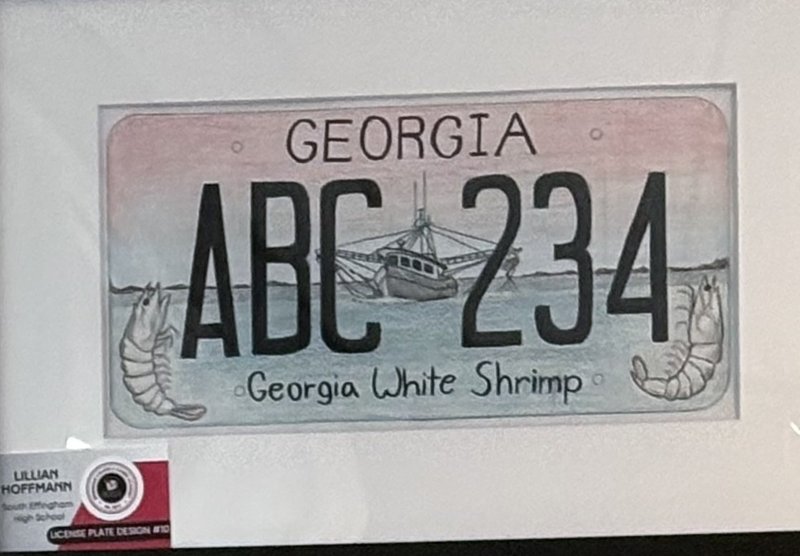 GEORGIA
ABC 234
Georgia White Shrimp
LILLIAN
HOFFMANN
South Effingham
High School
LICENSE PLATE DESIGN #10